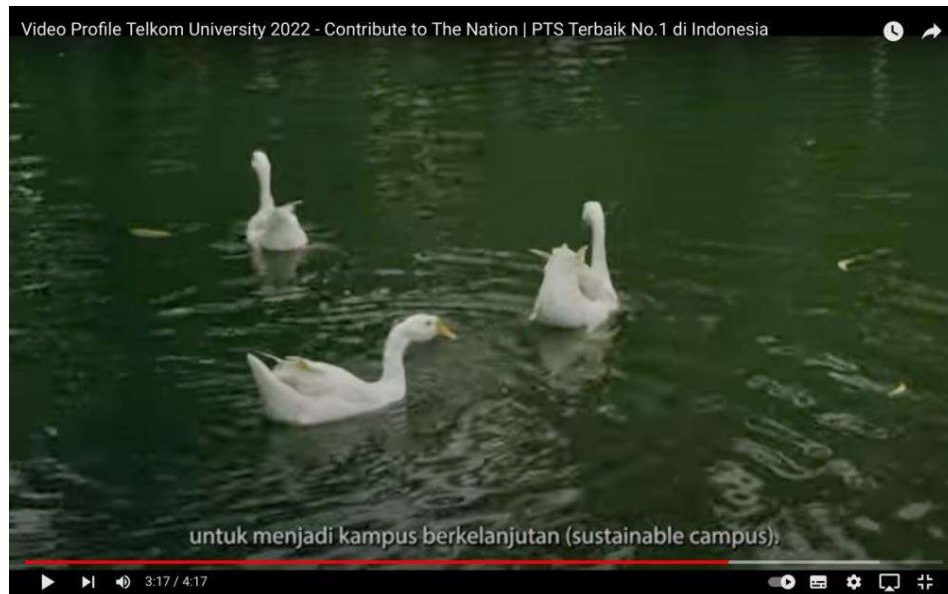 Video Profile Telkom University 2022 - Contribute to The Nation | PTS Terbaik No.1 di Indonesia
untuk menjadi kampus berkelanjutan (sustainable campus).
3:17 / 4:17